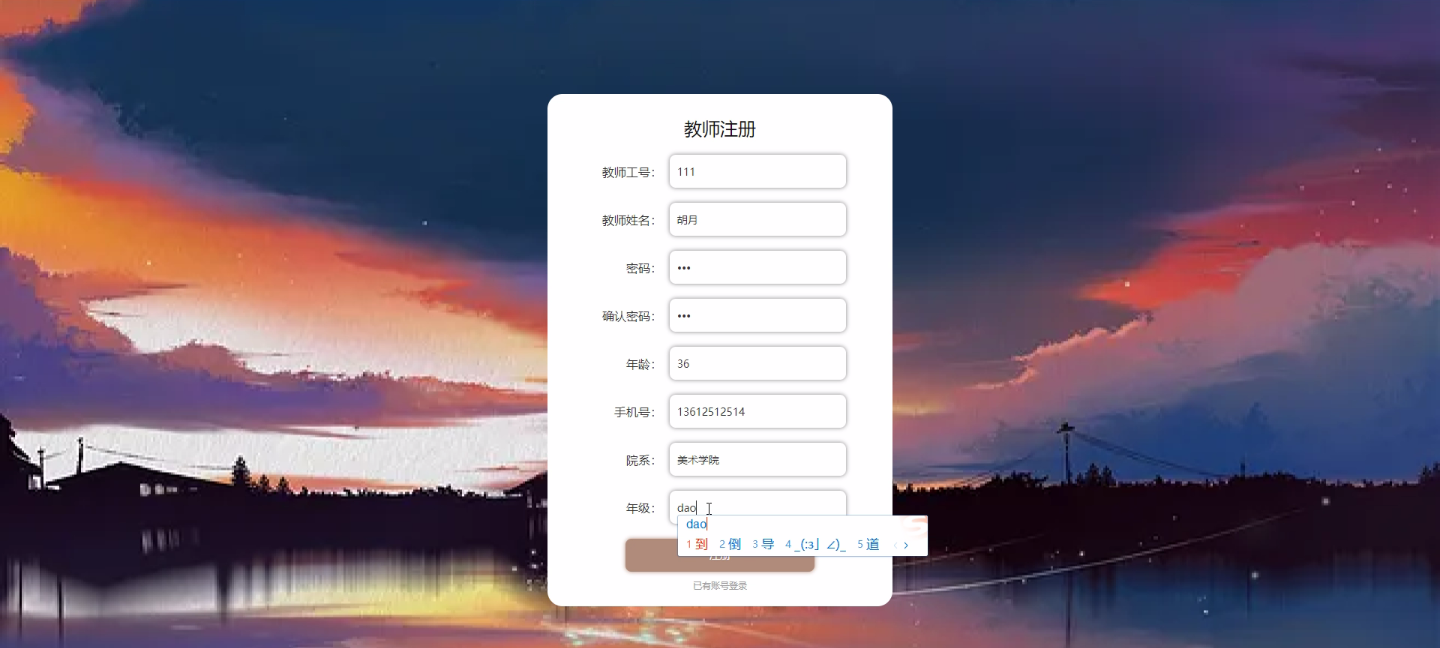 教师注册
教师工号： 111
教师姓名： 胡月
密码： •••
确认密码： •••
年龄： 36
手机号： 13612512514
院系： 美术学院
年级： dao
dao
1 到 2 倒 3 导 4 _(:з」∠)_ 5 道
注册
已有账号登录